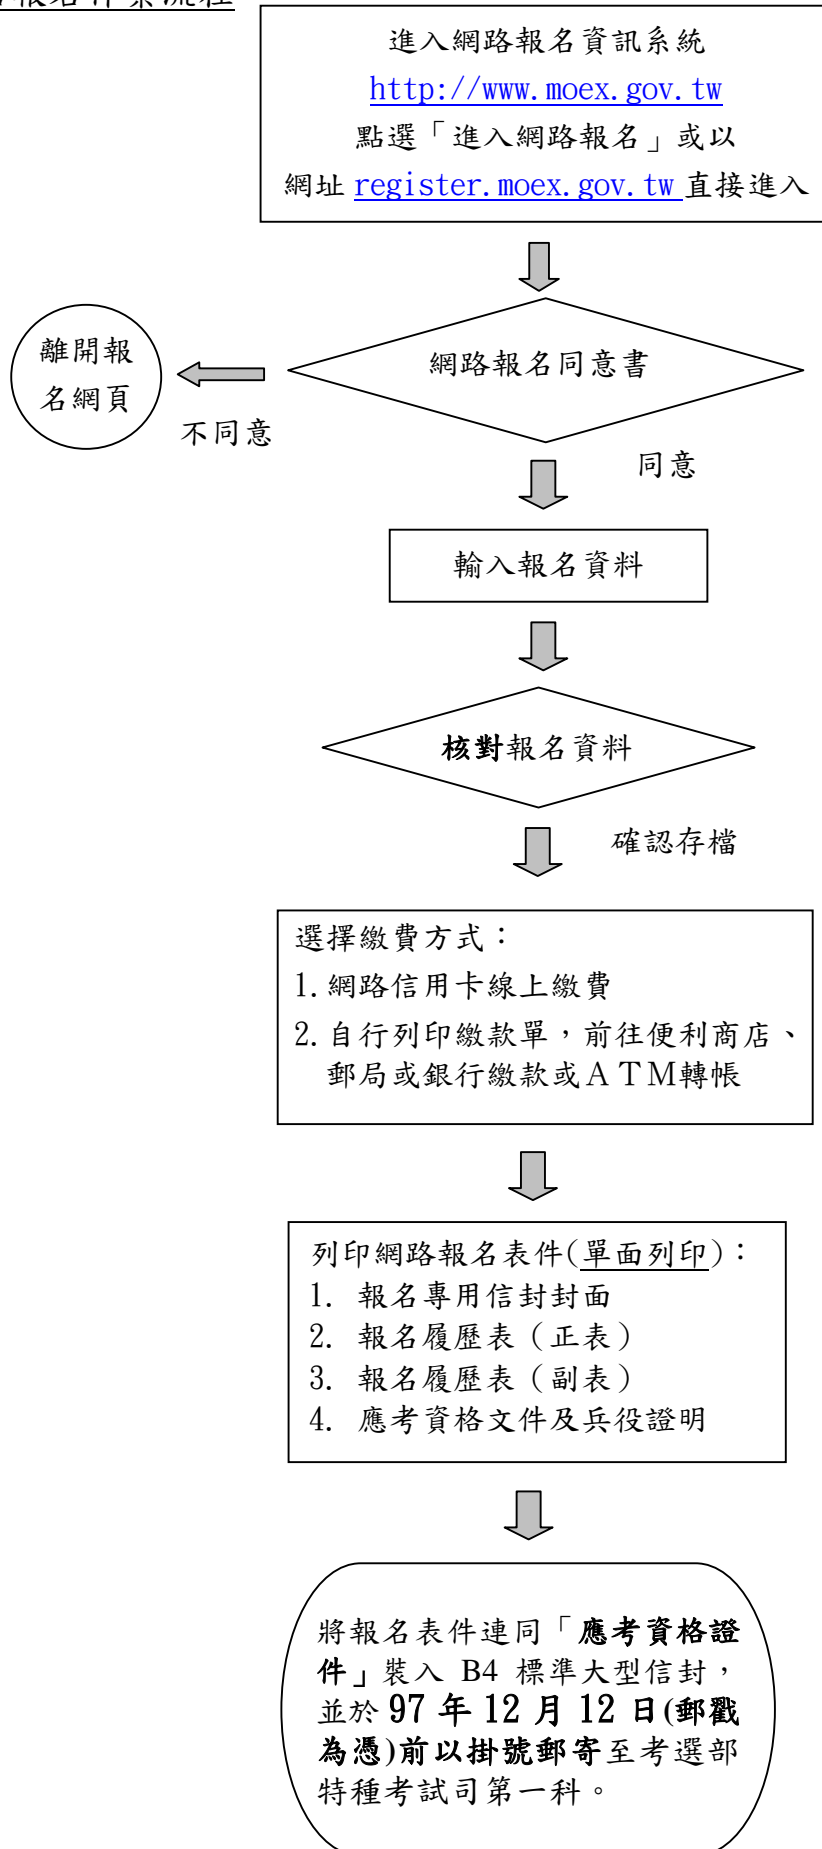 報名作業流程
進入網路報名資訊系統
http://www.moex.gov.tw
點選「進入網路報名」或以
網址 register.moex.gov.tw 直接進入
網路報名同意書
離開報
名網頁
不同意
同意
輸入報名資料
核對報名資料
確認存檔
選擇繳費方式：
1.網路信用卡線上繳費
2.自行列印繳款單，前往便利商店、
郵局或銀行繳款或ＡＴＭ轉帳
列印網路報名表件(單面列印)：
1. 報名專用信封封面
2. 報名履歷表（正表）
3. 報名履歷表（副表）
4. 應考資格文件及兵役證明
將報名表件連同「應考資格證
件」裝入 B4 標準大型信封，
並於 97 年 12 月 12 日(郵戳
為憑)前以掛號郵寄至考選部
特種考試司第一科。